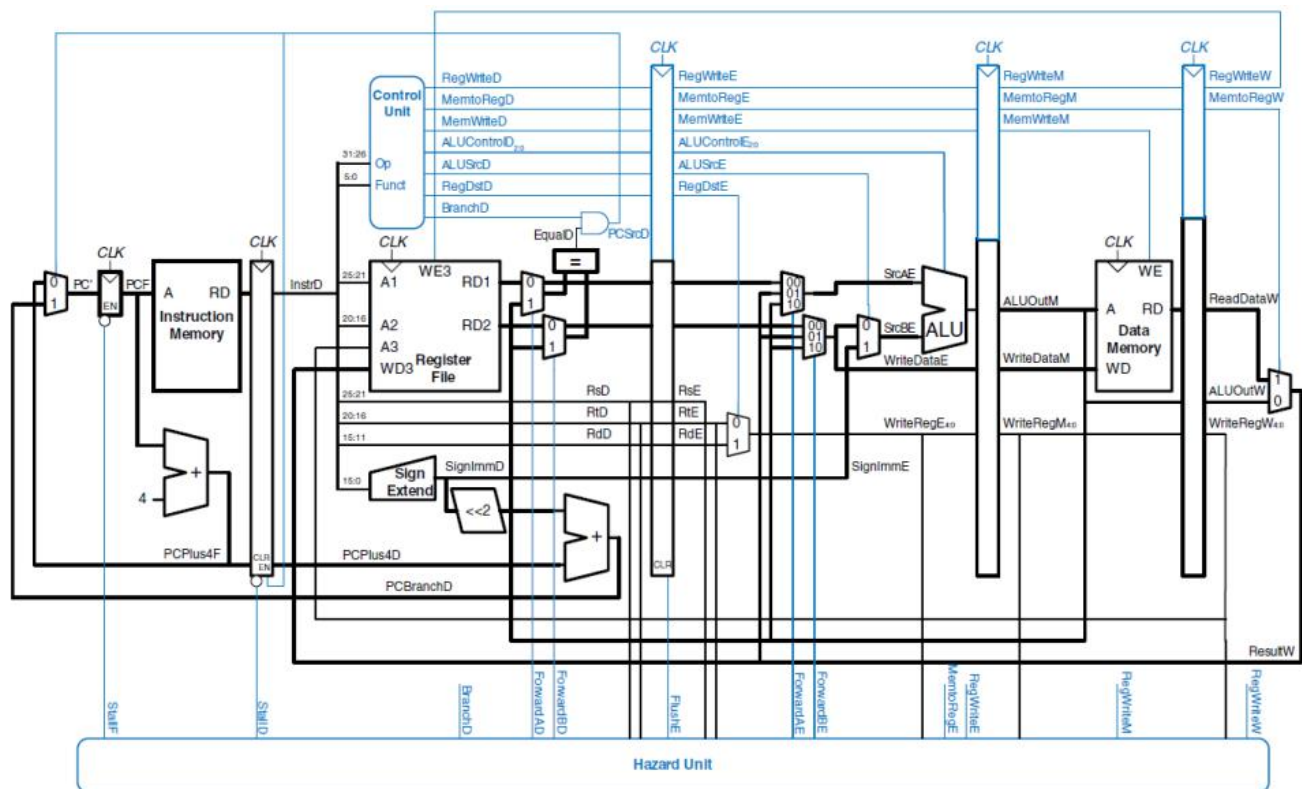 CLK
CLK
CLK
RegWriteD
RegWriteE
RegWriteM
RegWriteW
Control
Unit
MemtoRegD
MemtoRegE
MemtoRegM
MemtoRegW
MemWriteD
MemWriteE
MemWriteM
ALUControlD2:0
ALUControlE2:0
31:26
Op
ALUSrcD
ALUSrcE
5:0
Funct
RegDstD
RegDstE
BranchD
EqualD
PCSrcD
CLK
CLK
CLK
CLK
=
WE3
WE
0
1
PC'
PCF
EN
A
RD
Instruction
Memory
InstrD
25:21
A1
RD1
0
1
00
01
10
SrcAE
ALU
ALUOutM
A
RD
ReadDataW
20:16
A2
RD2
0
1
00
01
10
0
1
SrcBE
Data
Memory
A3
WD3
Register
File
WriteDataE
WriteDataM
WD
ALUOutW
1
0
25:21
RsD
RsE
20:16
RtD
RtE
0
WriteRegE4:0
WriteRegM4:0
WriteRegW4:0
15:11
RdD
RdE
1
15:0
Sign
Extend
SignImmD
SignImmE
+
4
<<2
+
PCPlus4F
CLR
EN
PCPlus4D
CLR
PCBranchD
ResultW
StallF
StallD
BranchD
ForwardAD
ForwardBD
FlushE
ForwardAE
ForwardBE
MemtoRegE
RegWriteE
RegWriteM
RegWriteW
Hazard Unit